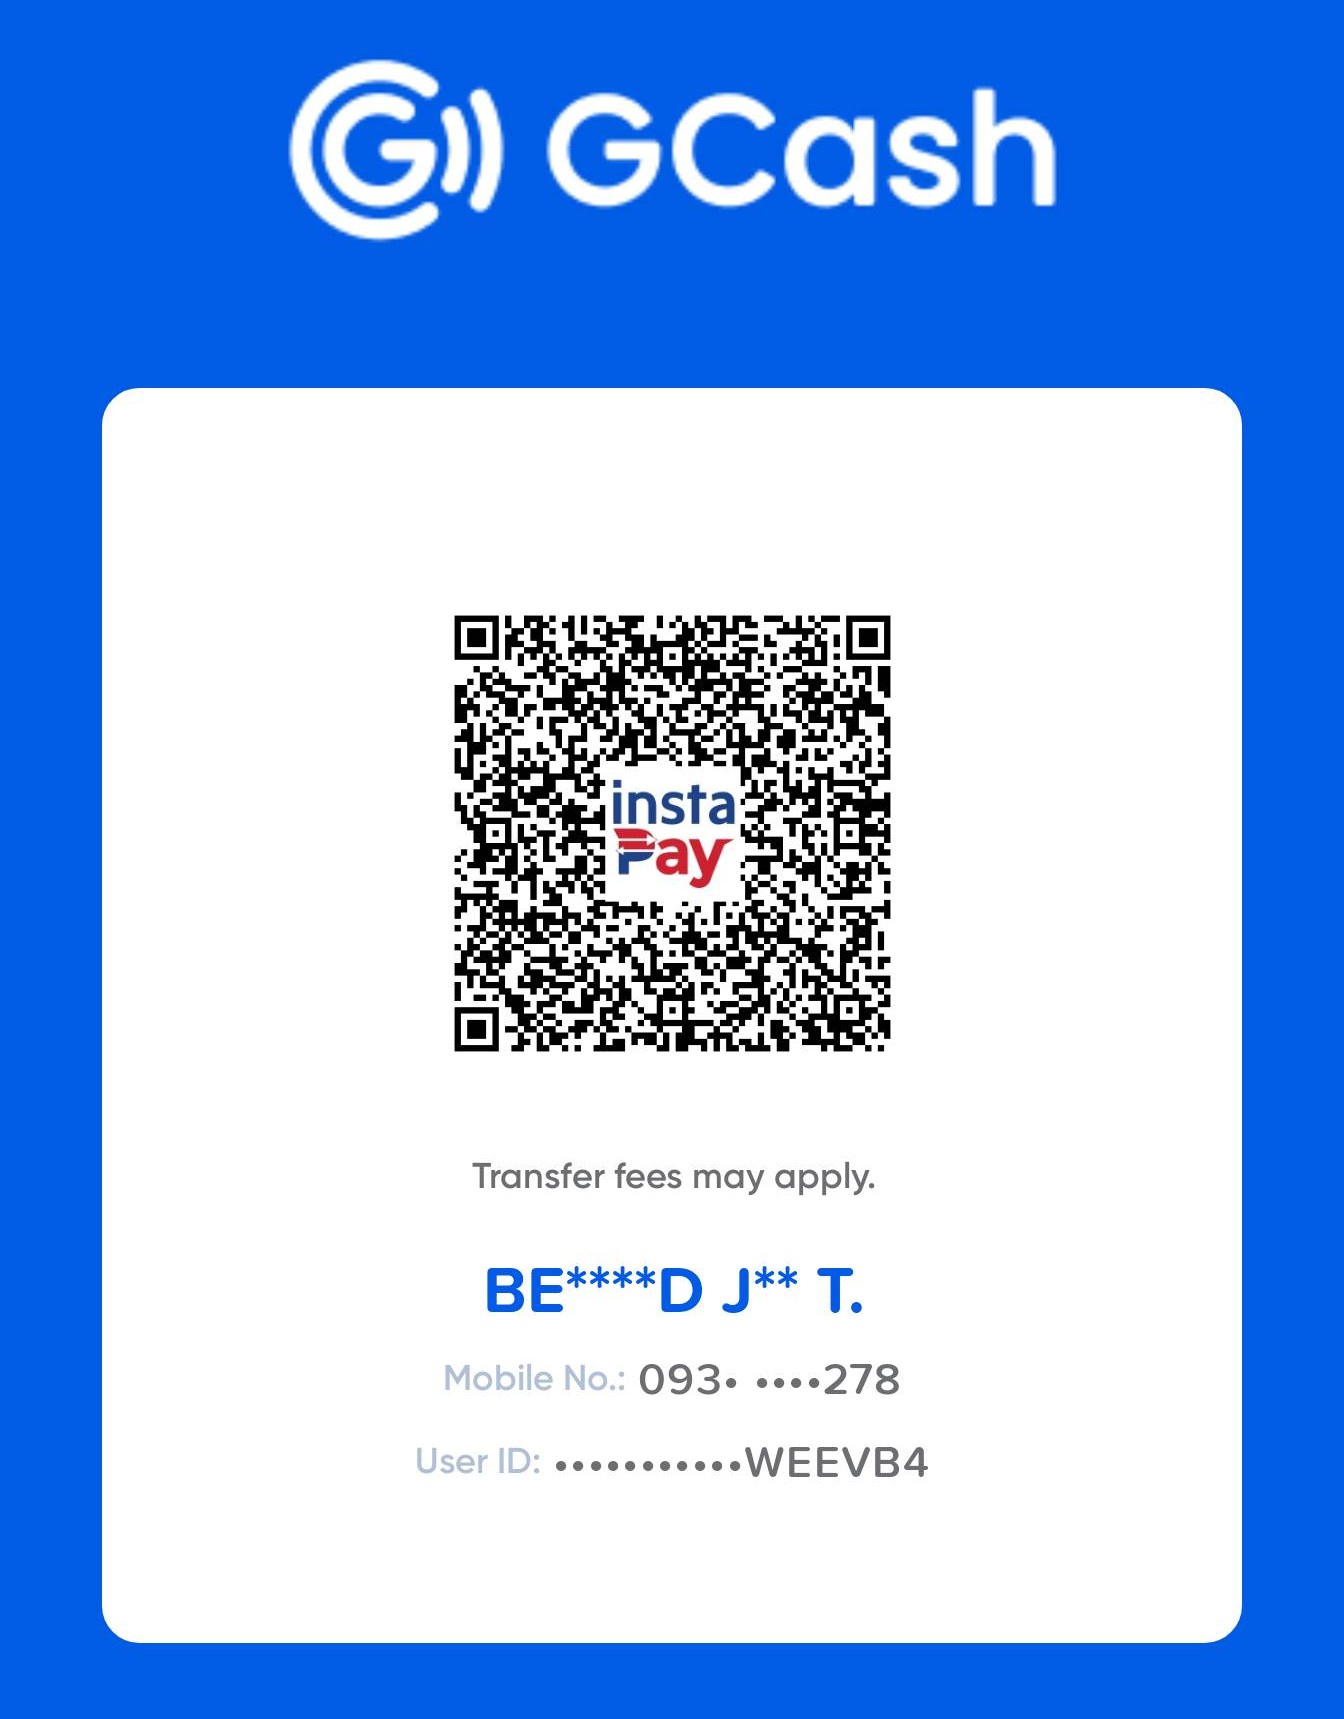 GCash
insta
Pay
Transfer fees may apply.
BE****D J** T.
Mobile No.: 093• ••••278
User ID: •••••••••••WEEVB4